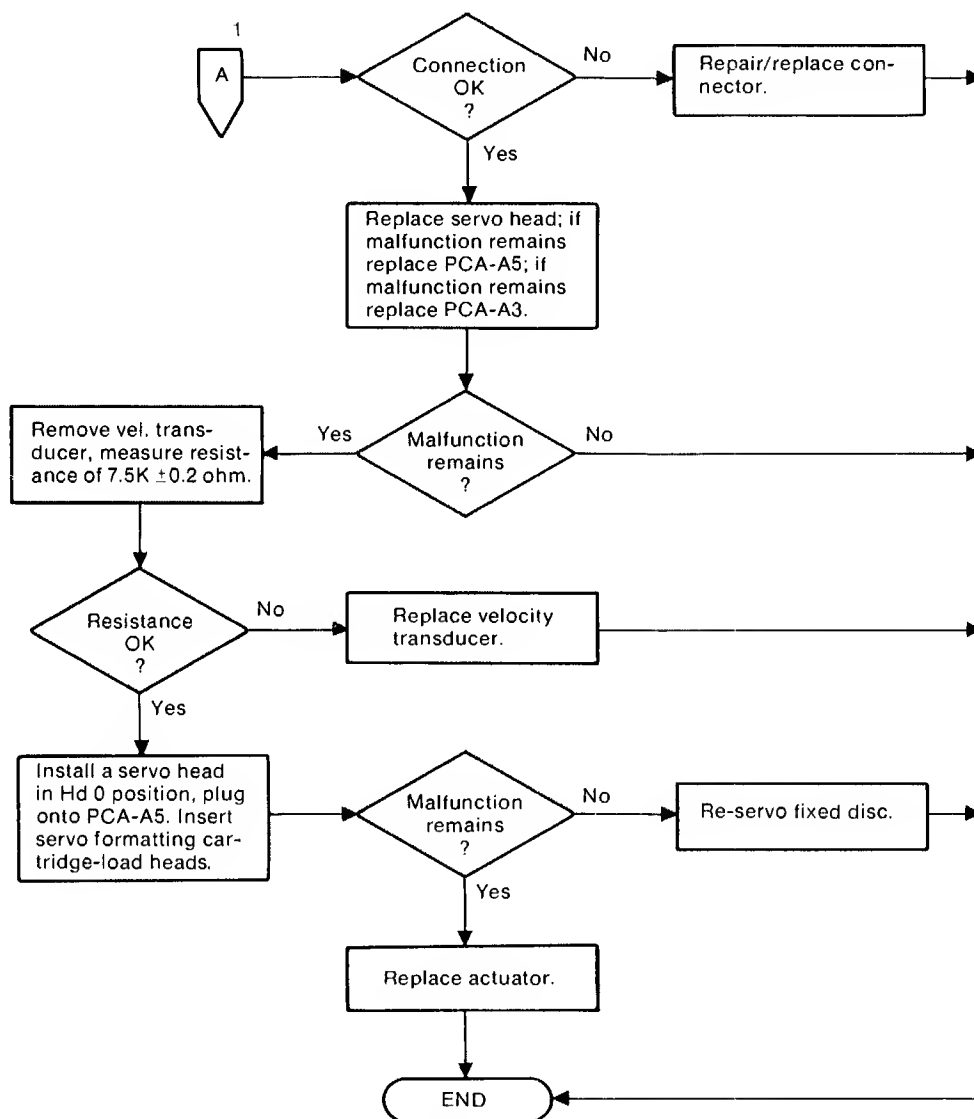 1
A
Connection
OK
?
No
Repair/replace con-
nector.
Yes
Replace servo head; if
malfunction remains
replace PCA-A5; if
malfunction remains
replace PCA-A3.
Remove vel. trans-
ducer, measure resist-
ance of 7.5K ±0.2 ohm.
Yes
Malfunction
remains
?
No
Resistance
OK
?
No
Replace velocity
transducer.
Yes
Install a servo head
in Hd 0 position, plug
onto PCA-A5. Insert
servo formatting car-
tridge-load heads.
Malfunction
remains
?
No
Re-servo fixed disc.
Yes
Replace actuator.
END